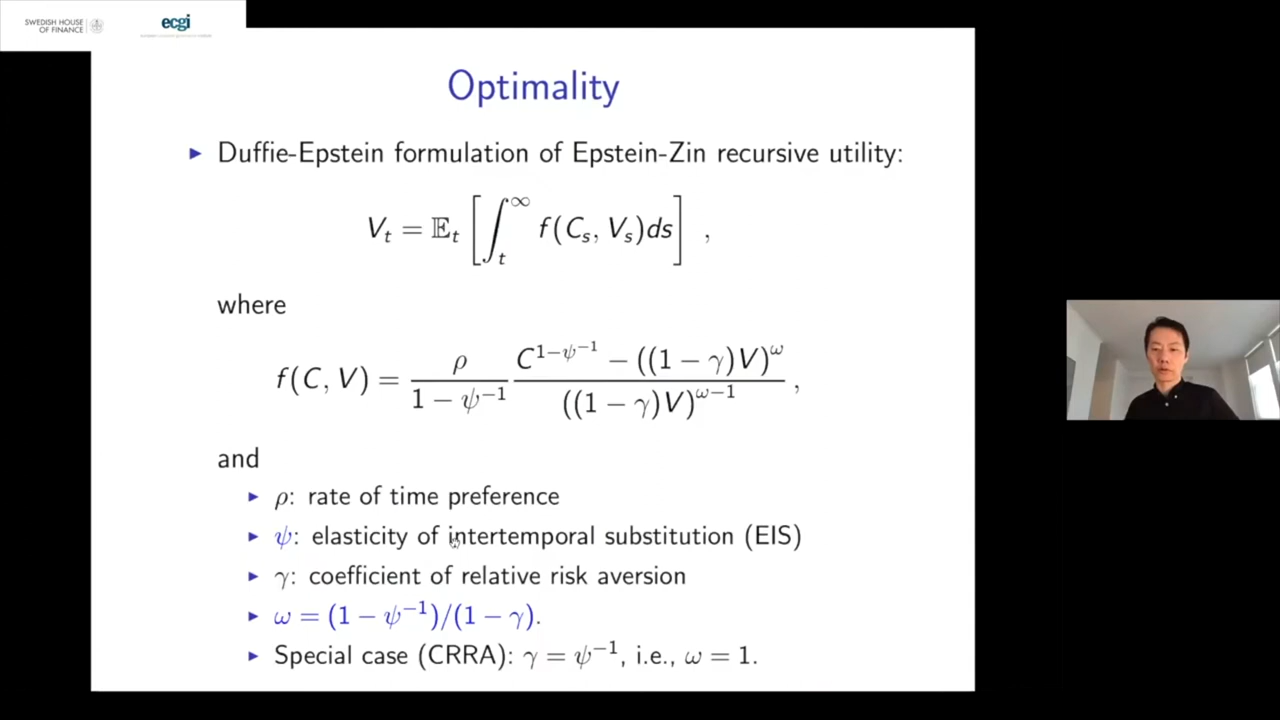 SWEDISH HOUSE
OF FINANCE
ecgi
Optimality
▶ Duffie-Epstein formulation of Epstein-Zin recursive utility:
V_t = 𝔼_t [ ∫_t^∞ f(C_s, V_s)ds ] ,
where
f(C, V) = \frac{ρ}{1 − ψ^{−1}} \frac{C^{1−ψ^{−1}} − ((1 − γ)V)^ω}{((1 − γ)V)^{ω−1}} ,
and
▶ ρ: rate of time preference
▶ ψ: elasticity of intertemporal substitution (EIS)
▶ γ: coefficient of relative risk aversion
▶ ω = (1 − ψ^{−1})/(1 − γ).
▶ Special case (CRRA): γ = ψ^{−1}, i.e., ω = 1.